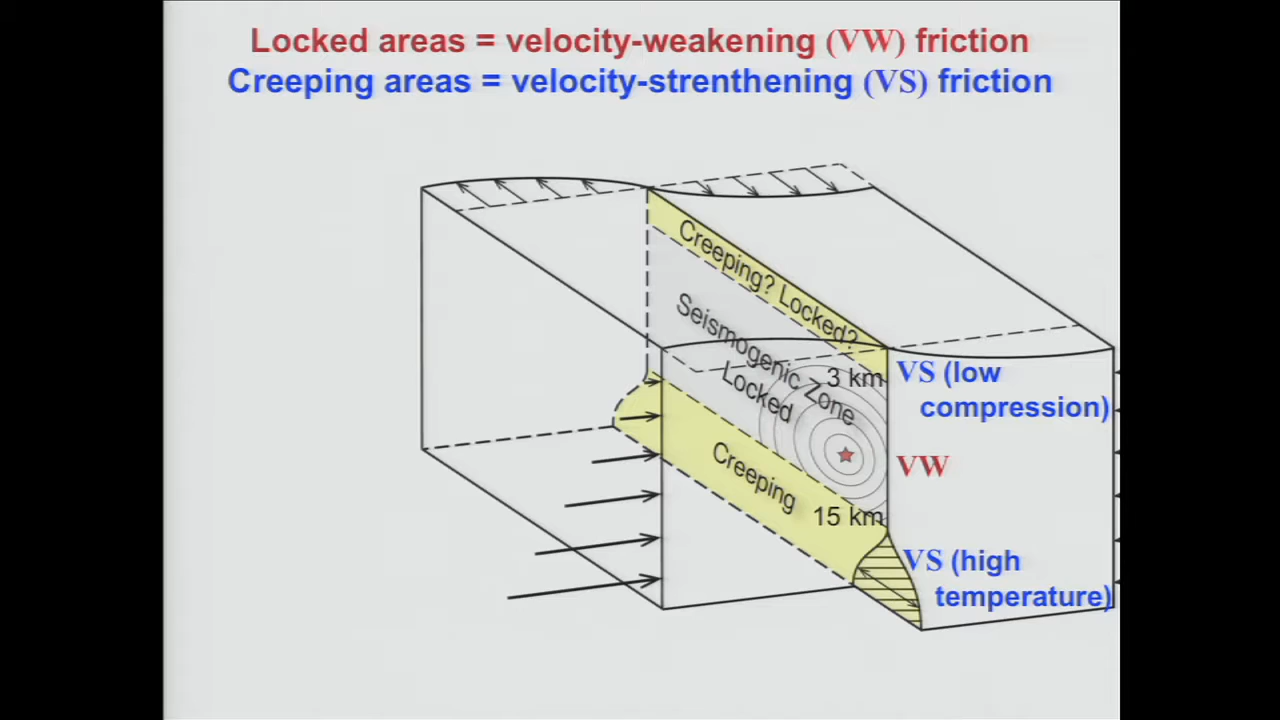 Locked areas = velocity-weakening (VW) friction
Creeping areas = velocity-strenthening (VS) friction
Creeping? Locked?
Seismogenic Zone
Locked
3 km
VS (low
compression)
VW
Creeping
15 km
VS (high
temperature)